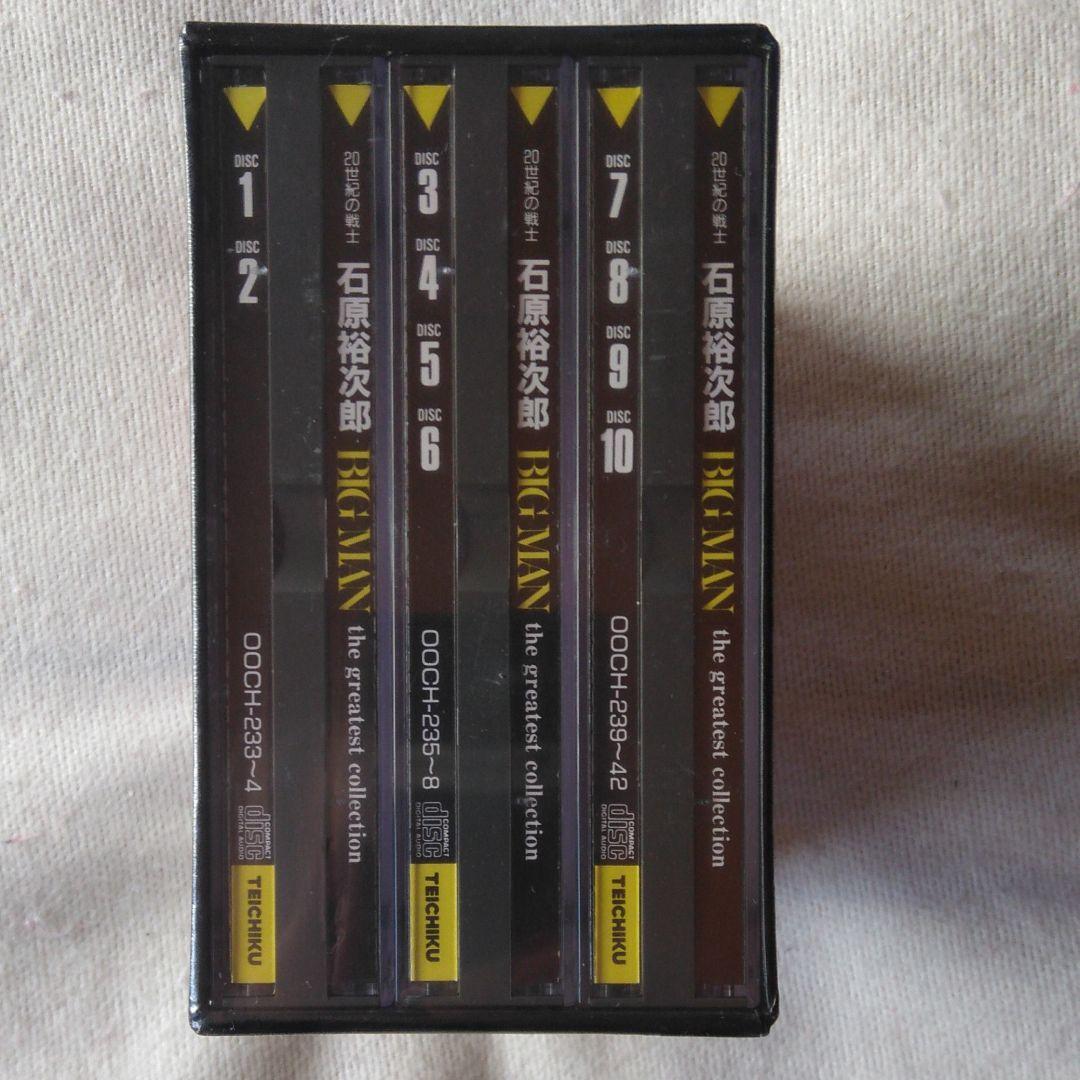 DISC
1
DISC
2
OOCH-233〜4
COMPACT
disc
DIGITAL AUDIO
TEICHIKU
20世紀の戦士 石原裕次郎 BIG MAN the greatest collection
DISC
3
DISC
4
DISC
5
DISC
6
OOCH-235〜8
COMPACT
disc
DIGITAL AUDIO
TEICHIKU
20世紀の戦士 石原裕次郎 BIG MAN the greatest collection
DISC
7
DISC
8
DISC
9
DISC
10
OOCH-239〜42
COMPACT
disc
DIGITAL AUDIO
TEICHIKU
20世紀の戦士 石原裕次郎 BIG MAN the greatest collection